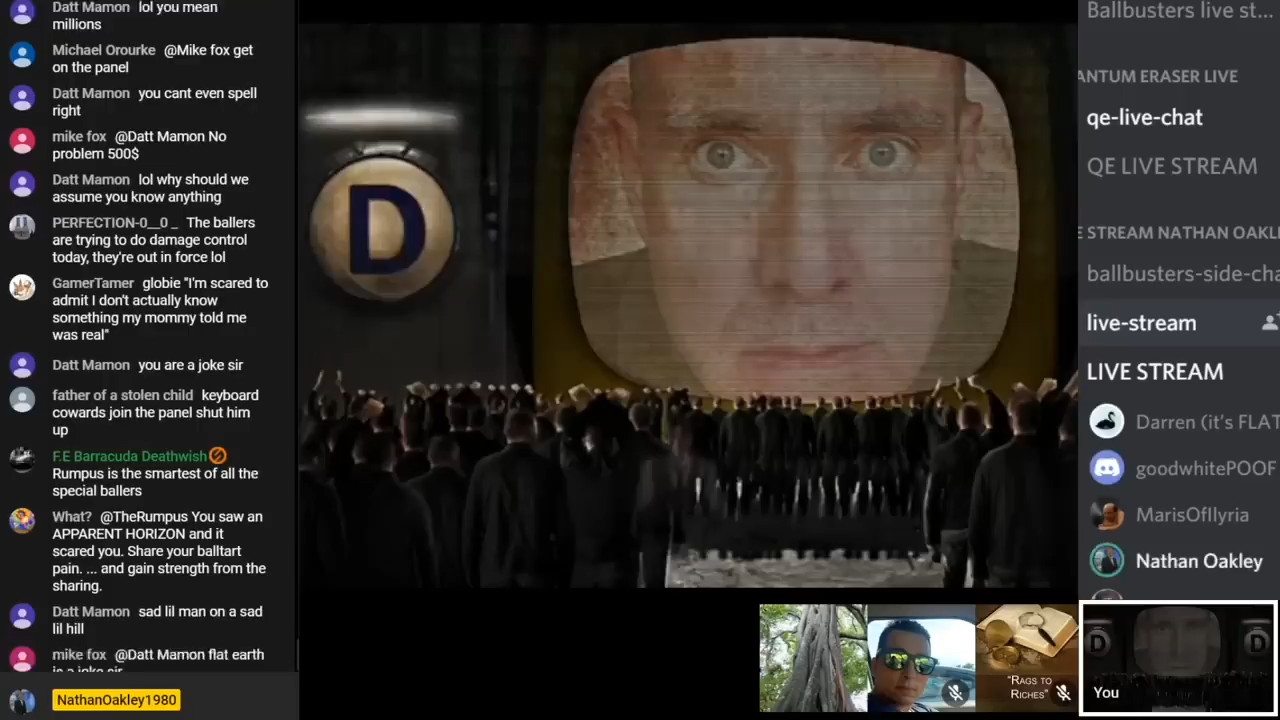 Datt Mamon lol you mean
millions
Michael Orourke @Mike fox get
on the panel
Datt Mamon you cant even spell
right
mike fox @Datt Mamon No
problem 500$
Datt Mamon lol why should we
assume you know anything
PERFECTION-0__0 _ The ballers
are trying to do damage control
today, they're out in force lol
GamerTamer globie "I'm scared to
admit I don't actually know
something my mommy told me
was real"
Datt Mamon you are a joke sir
father of a stolen child keyboard
cowards join the panel shut him
up
F.E Barracuda Deathwish
Rumpus is the smartest of all the
special ballers
What? @TheRumpus You saw an
APPARENT HORIZON and it
scared you. Share your balltart
pain. ... and gain strength from the
sharing.
Datt Mamon sad lil man on a sad
lil hill
mike fox @Datt Mamon flat earth
is a joke sir
NathanOakley1980
D
"RAGS TO
RICHES"
D
D
You
Ballbusters live st...
ANTUM ERASER LIVE
qe-live-chat
QE LIVE STREAM
E STREAM NATHAN OAKL
ballbusters-side-cha
live-stream
LIVE STREAM
Darren (it's FLAT
goodwhitePOOF
MarisOfIllyria
Nathan Oakley